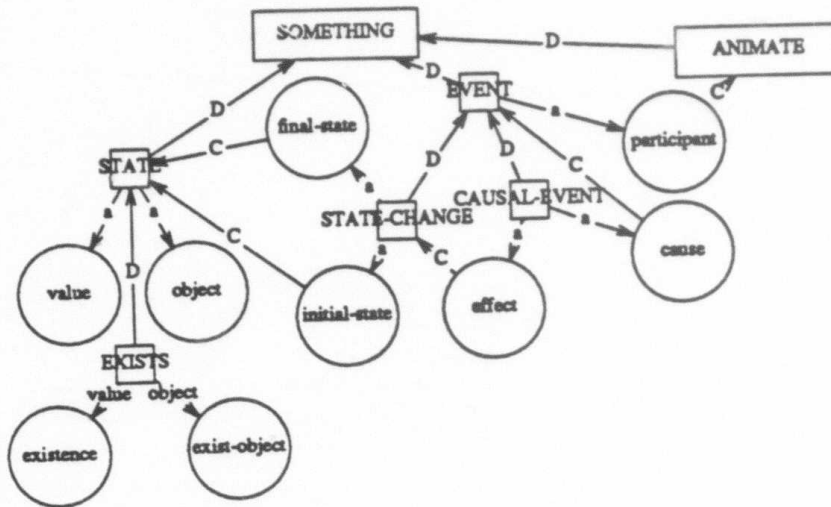 SOMETHING
D
ANIMATE
D
EVENT
C
D
final-state
a
participant
C
STATE
D
D
C
CAUSAL-EVENT
a
STATE-CHANGE
a
a
C
a
a
cause
D
C
value
object
initial-state
effect
EXISTS
value
object
existence
exist-object